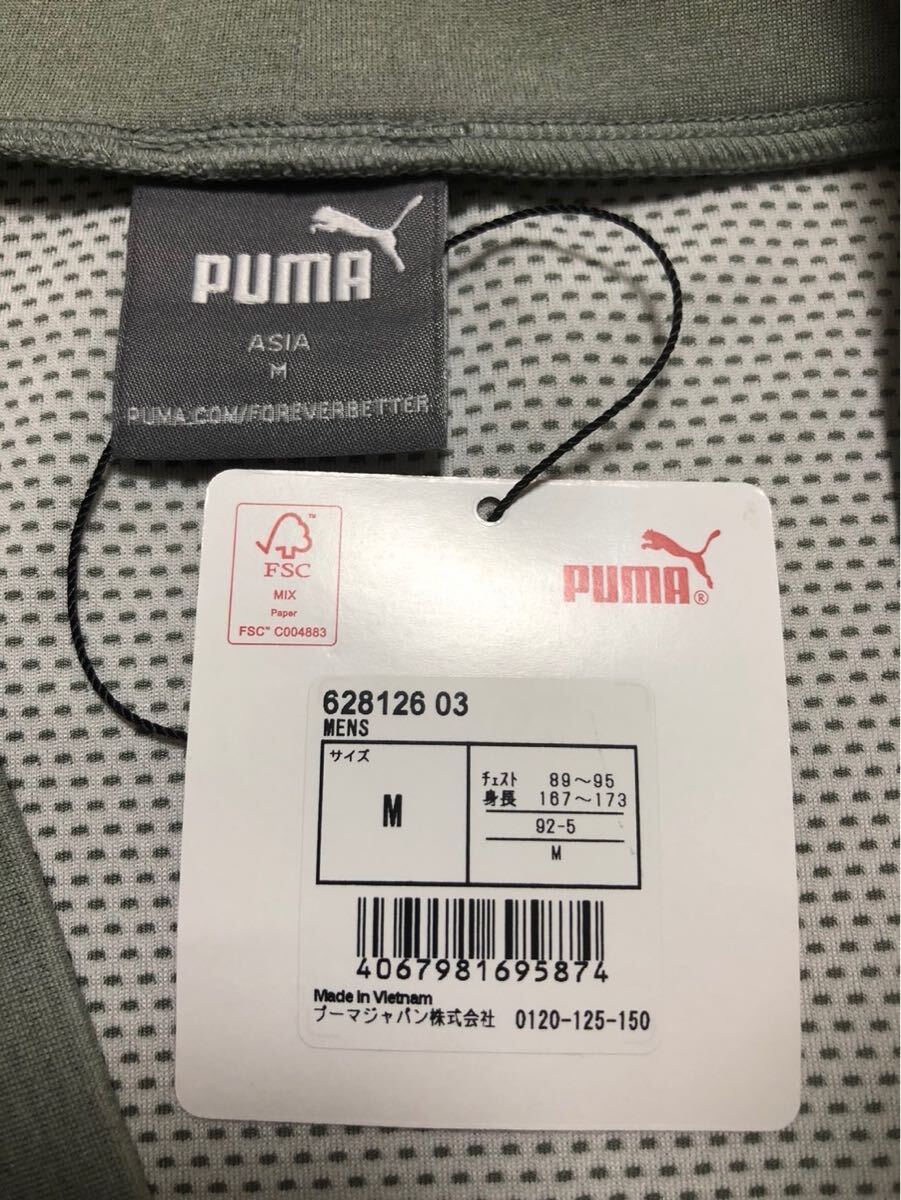 PUMA
ASIA
M
PUMA.COM/FOREVERBETTER
FSC™
MIX
Paper
FSC™ C004883
PUMA®
628126 03
MENS
サイズ
M
チェスト 89～95
身長 167～173
92-5
M
4067981695874
Made in Vietnam
プーマジャパン株式会社 0120-125-150